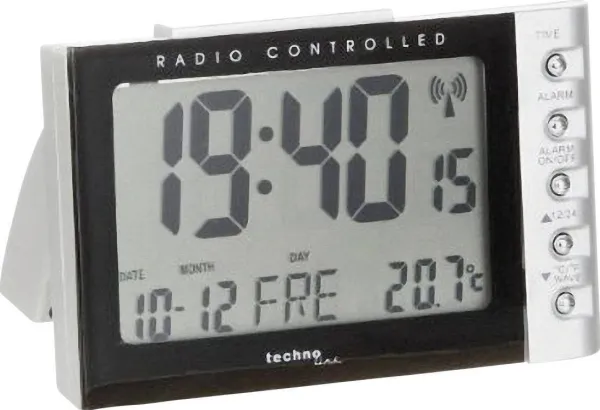 RADIO CONTROLLED
19:40 15
DATE MONTH DAY
10-12 FRE 20.7°C
techno line
TIME
ALARM
ALARM
ON/OFF
▲12/24
▼°C/°F
WAVE